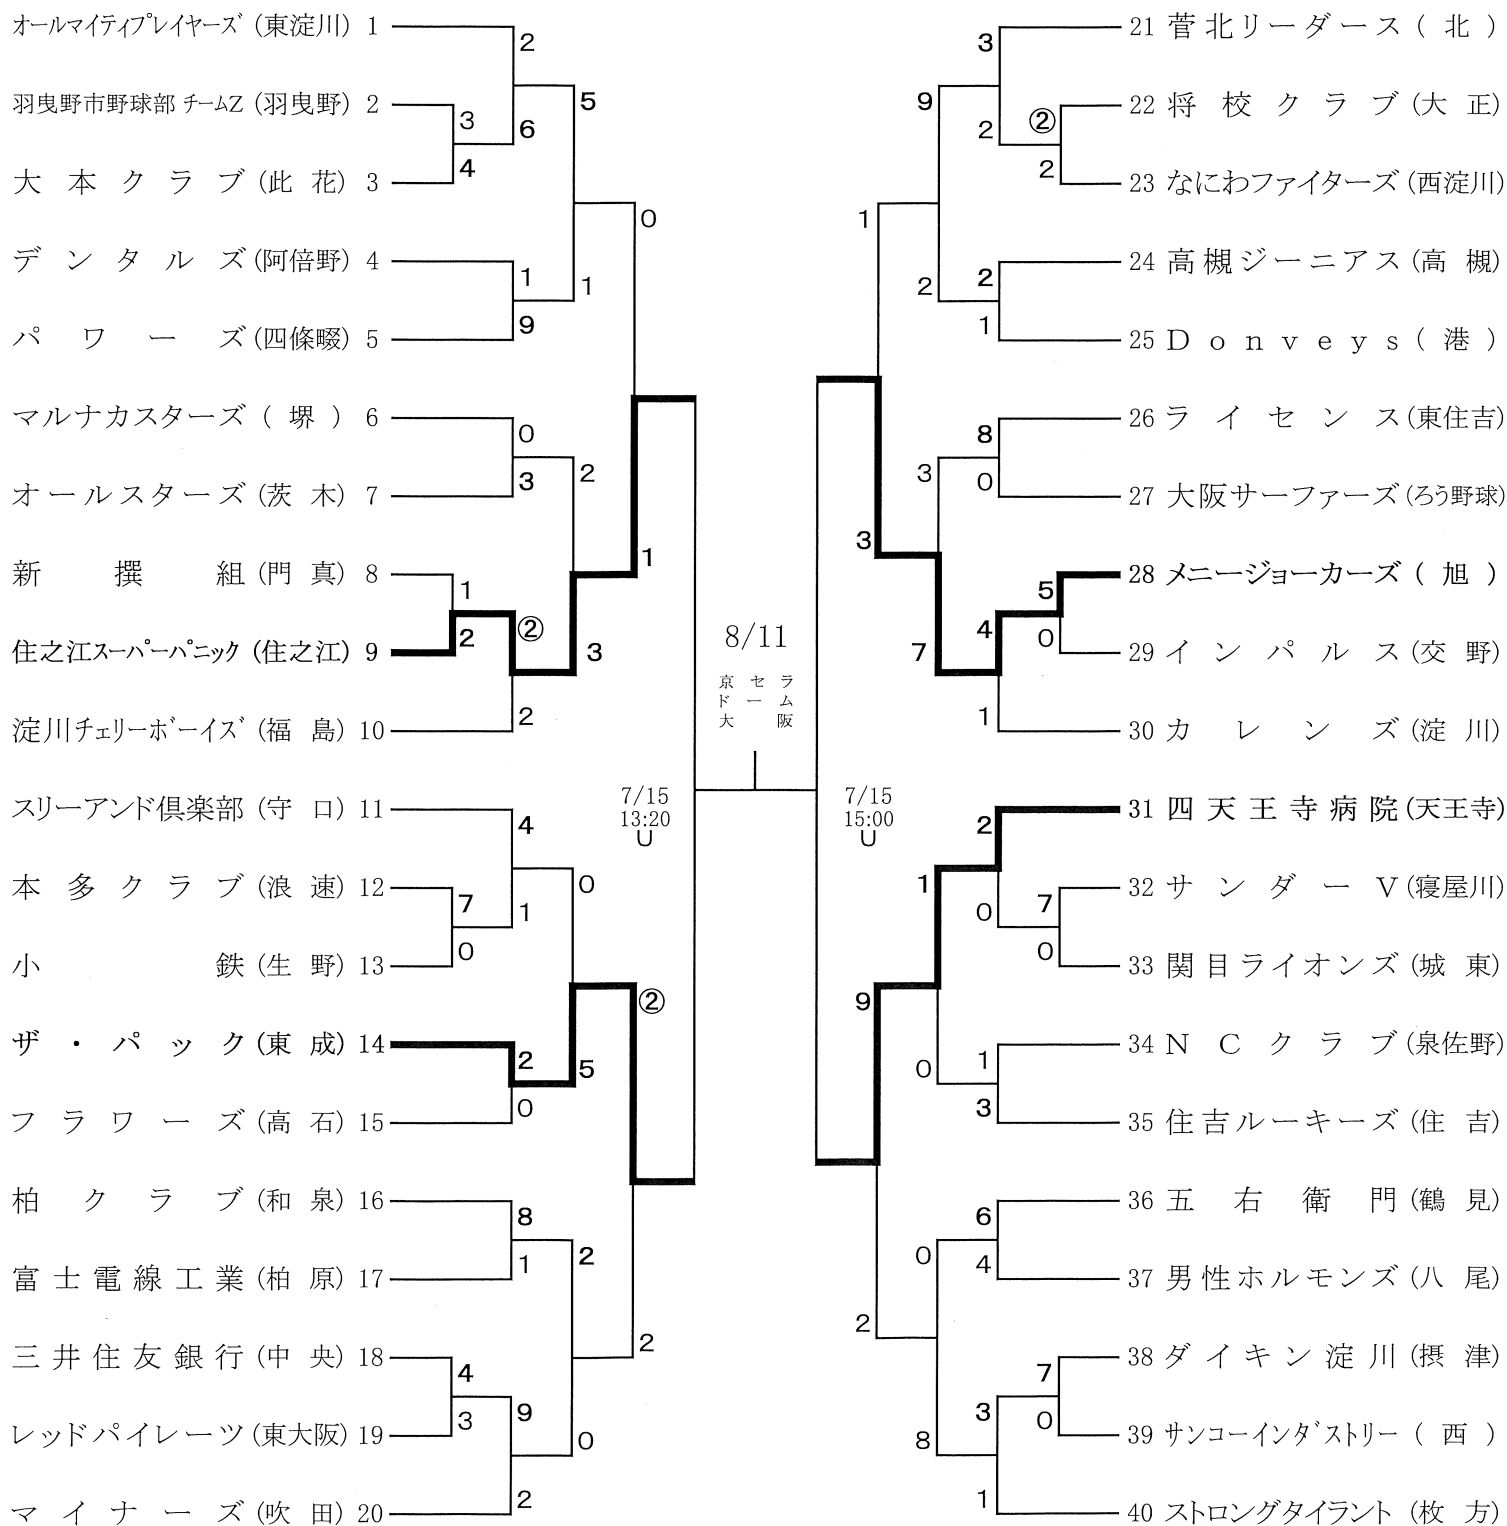 オールマイティプレイヤーズ (東淀川) 1
2
羽曳野市野球部 チームZ (羽曳野) 2
3
6
5
大本クラブ (此花) 3
4
0
デンタルズ (阿倍野) 4
1
1
パワーズ (四條畷) 5
9
マルナカスターズ (堺) 6
0
2
オールスターズ (茨木) 7
3
新撰組 (門真) 8
1
1
住之江スーパーパニック (住之江) 9
2
②
3
淀川チェリーボーイズ (福島) 10
2
スリーアンド倶楽部 (守口) 11
4
0
本多クラブ (浪速) 12
7
1
小鉄 (生野) 13
0
②
ザ・パック (東成) 14
2
5
フラワーズ (高石) 15
0
柏クラブ (和泉) 16
8
2
富士電線工業 (柏原) 17
1
2
三井住友銀行 (中央) 18
4
9
レッドパイレーツ (東大阪) 19
3
0
マイナーズ (吹田) 20
2
7/15
13:20
U
8/11
京セラ
ドーム
大阪
7/15
15:00
U
3
21 菅北リーダース (北)
9
2
②
22 将校クラブ (大正)
2
23 なにわファイターズ (西淀川)
1
2
2
24 高槻ジーニアス (高槻)
1
25 Donveys (港)
8
26 ライセンス (東住吉)
3
0
27 大阪サーファーズ (ろう野球)
3
5
28 メニージョーカーズ (旭)
7
4
0
29 インパルス (交野)
1
30 カレンズ (淀川)
2
31 四天王寺病院 (天王寺)
1
0
7
32 サンダーV (寝屋川)
0
33 関目ライオンズ (城東)
9
0
1
34 NCクラブ (泉佐野)
3
35 住吉ルーキーズ (住吉)
6
36 五右衛門 (鶴見)
0
4
37 男性ホルモンズ (八尾)
2
7
38 ダイキン淀川 (摂津)
8
3
0
39 サンコーインダストリー (西)
1
40 ストロングタイラント (枚方)